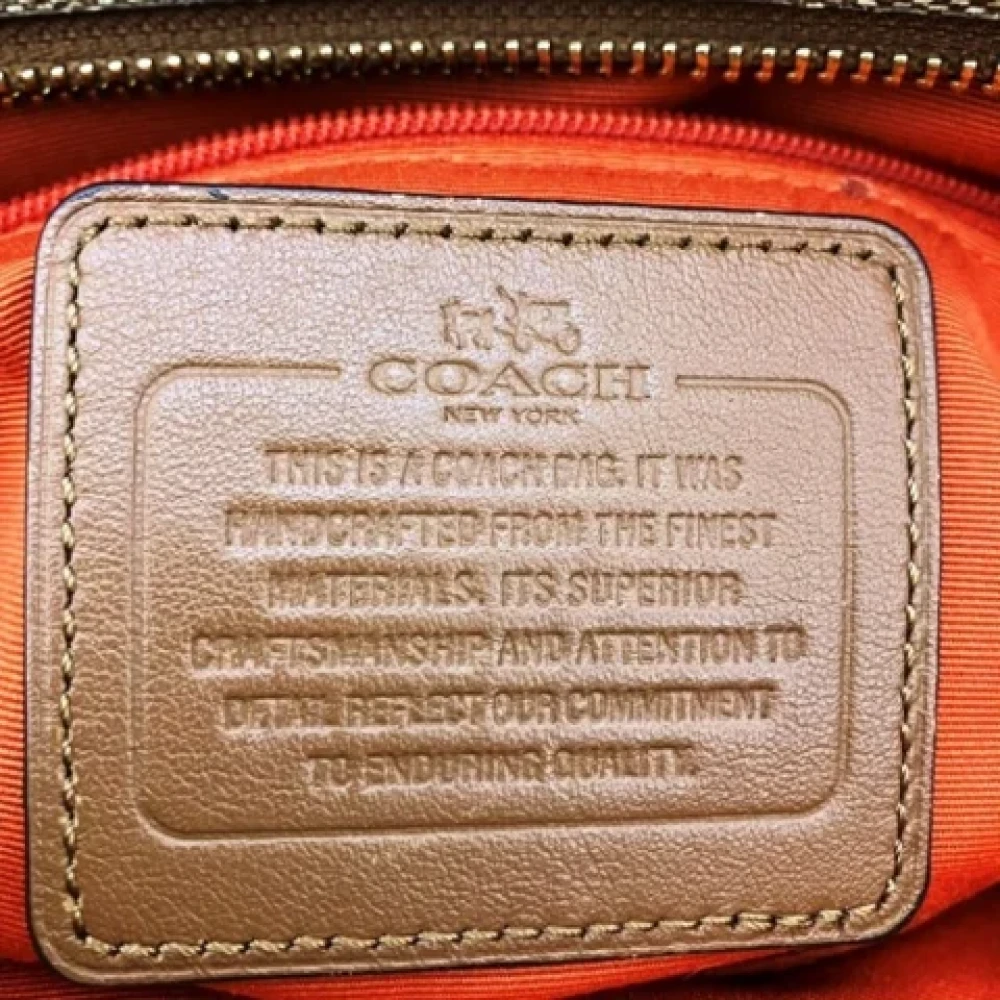 COACH
NEW YORK
THIS IS A COACH BAG. IT WAS
HANDCRAFTED FROM THE FINEST
MATERIALS. ITS SUPERIOR
CRAFTSMANSHIP AND ATTENTION TO
DETAIL REFLECT OUR COMMITMENT
TO ENDURING QUALITY.